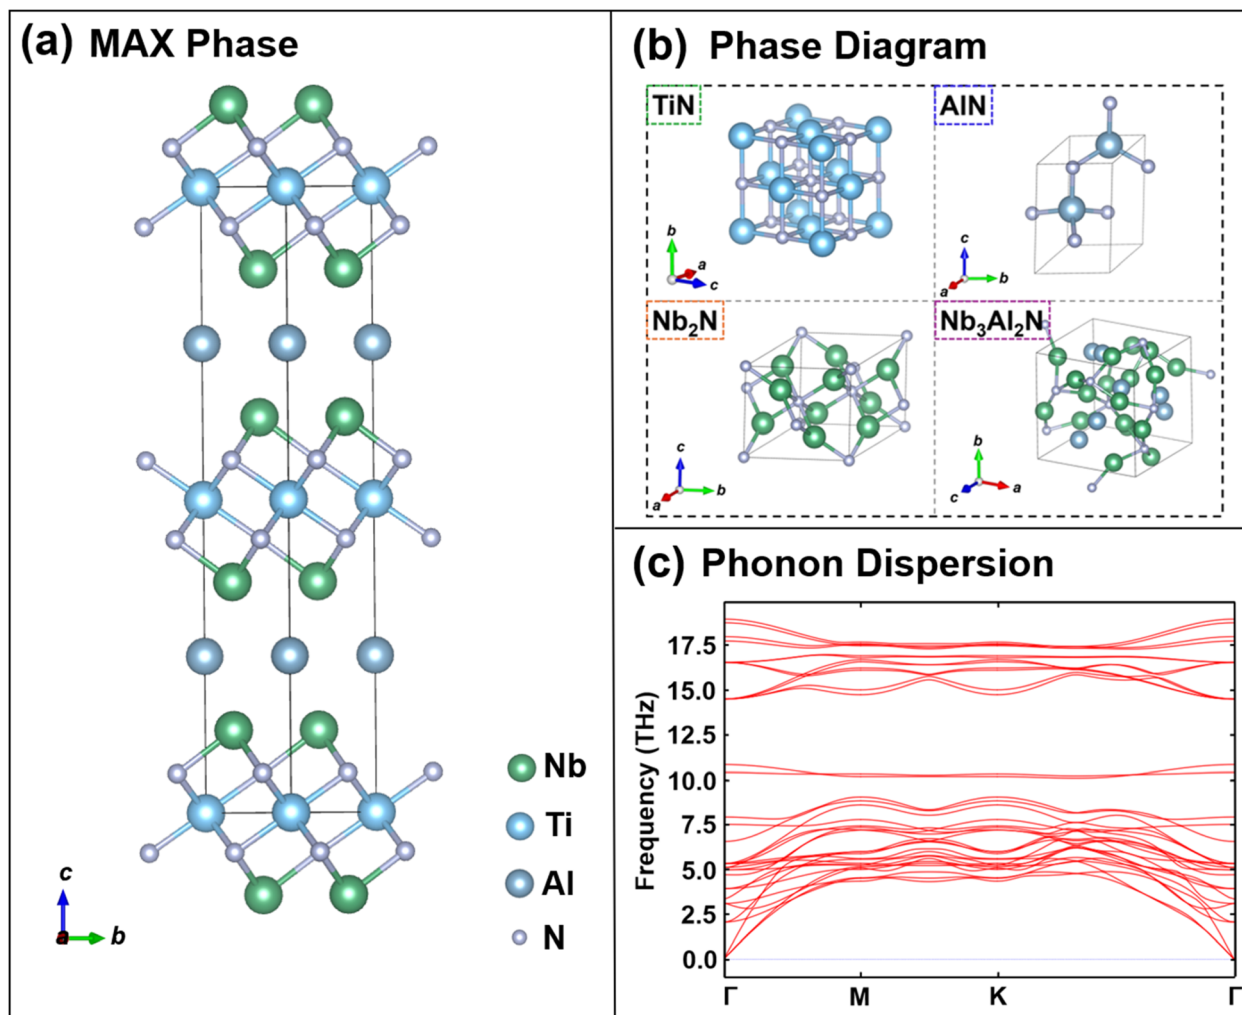 (a) MAX Phase
Nb
Ti
Al
N
c
a b
(b) Phase Diagram
TiN
AlN
b
a
c
c
b
a
Nb₂N
Nb₃Al₂N
c
b
a
b
a
c
(c) Phonon Dispersion
Frequency (THz)
17.5
15.0
12.5
10.0
7.5
5.0
2.5
0.0
Γ M K Γ